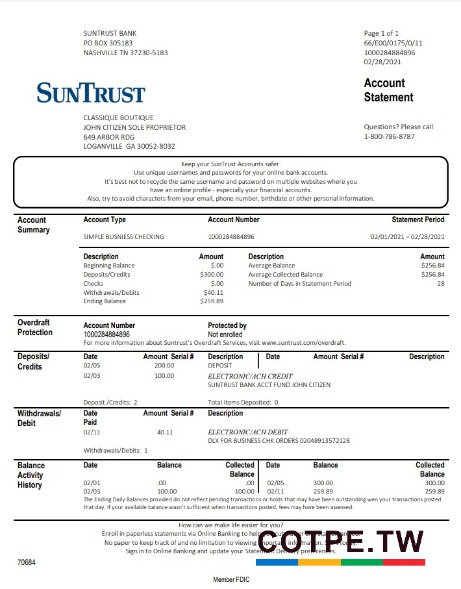 SUNTRUST BANK
PO BOX 305183
NASHVILLE TN 37230-5183
Page 1 of 1
66/E00/0175/0/11
1000284884896
02/28/2021
SUNTRUST
Account
Statement
CLASSIQUE BOUTIQUE
JOHN CITIZEN SOLE PROPRIETOR
649 ARBOR RDG
LOGANVILLE GA 30052-8032
Questions? Please call
1-800-786-8787
Keep your SunTrust Accounts safer.
Use unique usernames and passwords for your online bank accounts.
It's best not to recycle the same username and password on multiple websites where you
have an online profile - especially your financial accounts.
Also, try to avoid characters from your email, phone number, birthdate or other personal information.
Account Summary
Account Type Account Number Statement Period
SIMPLE BUSNIESS CHECKING 1000284884896 02/01/2021 – 02/28/2021
Description Amount Description Amount
Beginning Balance $.00 Average Balance $256.84
Deposits/Credits $300.00 Average Collected Balance $256.84
Checks $.00 Number of Days in Statement Period 28
Withdrawals/Debits $40.11
Ending Balance $259.89
Overdraft Protection
Account Number Protected by
1000284884896 Not enrolled
For more information about Suntrust's Overdraft Services, visit www.suntrust.com/overdraft.
Deposits/ Credits
Date Amount Serial # Description Date Amount Serial # Description
02/05 200.00 DEPOSIT
02/03 100.00 ELECTRONIC/ACH CREDIT
SUNTRUST BANK ACCT FUND JOHN CITIZEN
Deposit /Credits: 2 Total Items Deposited: 0
Withdrawals/ Debit
Date Paid Amount Serial # Description
02/11 40.11 ELECTRONIC/ACH DEBIT
DLX FOR BUSINESS CHK ORDERS 02048913572128
Withdrawals/Debits: 1
Balance Activity History
Date Balance Collected Balance Date Balance Collected Balance
02/01 .00 .00 02/05 300.00 300.00
02/03 100.00 100.00 02/11 259.89 259.89
The Ending Daily Balances provided do not reflect pending transactions or holds that may have been outstanding wen your transactions posted
that day. If your available balance wasn't sufficient when transactions posted, fees may have been assessed.
How can we make life easier for you?
Enroll in paperless statements via Online Banking to help
No paper to keep track of and no limitation to viewing
Sign in to Online Banking and update your Statement Delivery preferences.
COTPE.TW
70684
Member FDIC